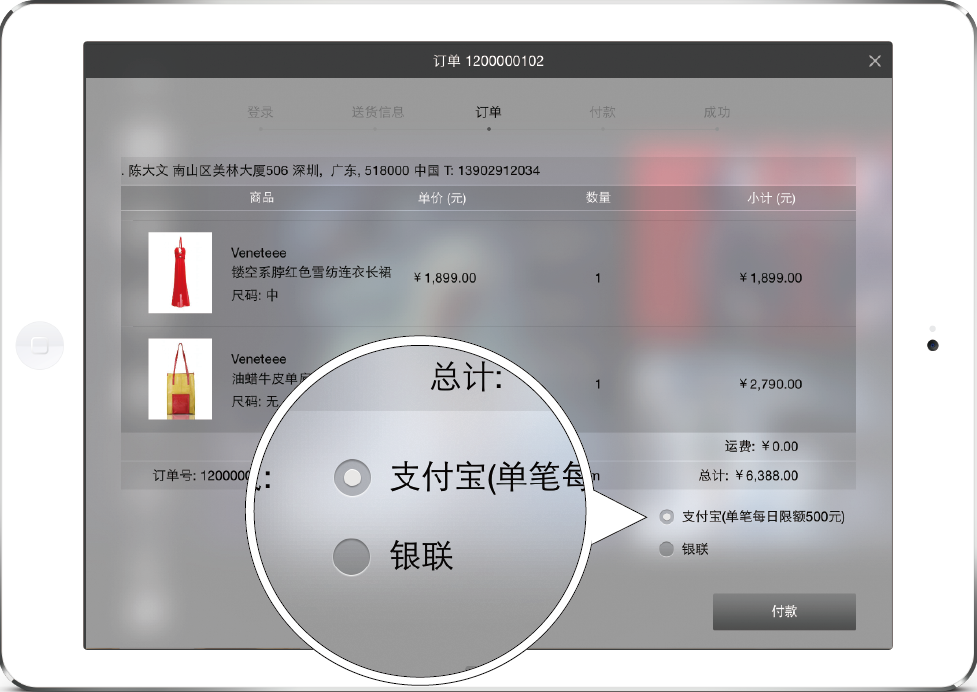 订单 1200000102
登录 送货信息 订单 付款 成功
. 陈大文 南山区美林大厦506 深圳, 广东, 518000 中国 T: 13902912034
商品 单价 (元) 数量 小计 (元)
Veneteee
镂空系脖红色雪纺连衣长裙
尺码: 中
¥1,899.00 1 ¥1,899.00
Veneteee
油蜡牛皮单
尺码: 无
1 ¥2,790.00
运费: ¥0.00
订单号: 120000
总计: ¥6,388.00
支付宝(单笔每日限额500元)
银联
付款
总计:
支付宝(单笔每
银联